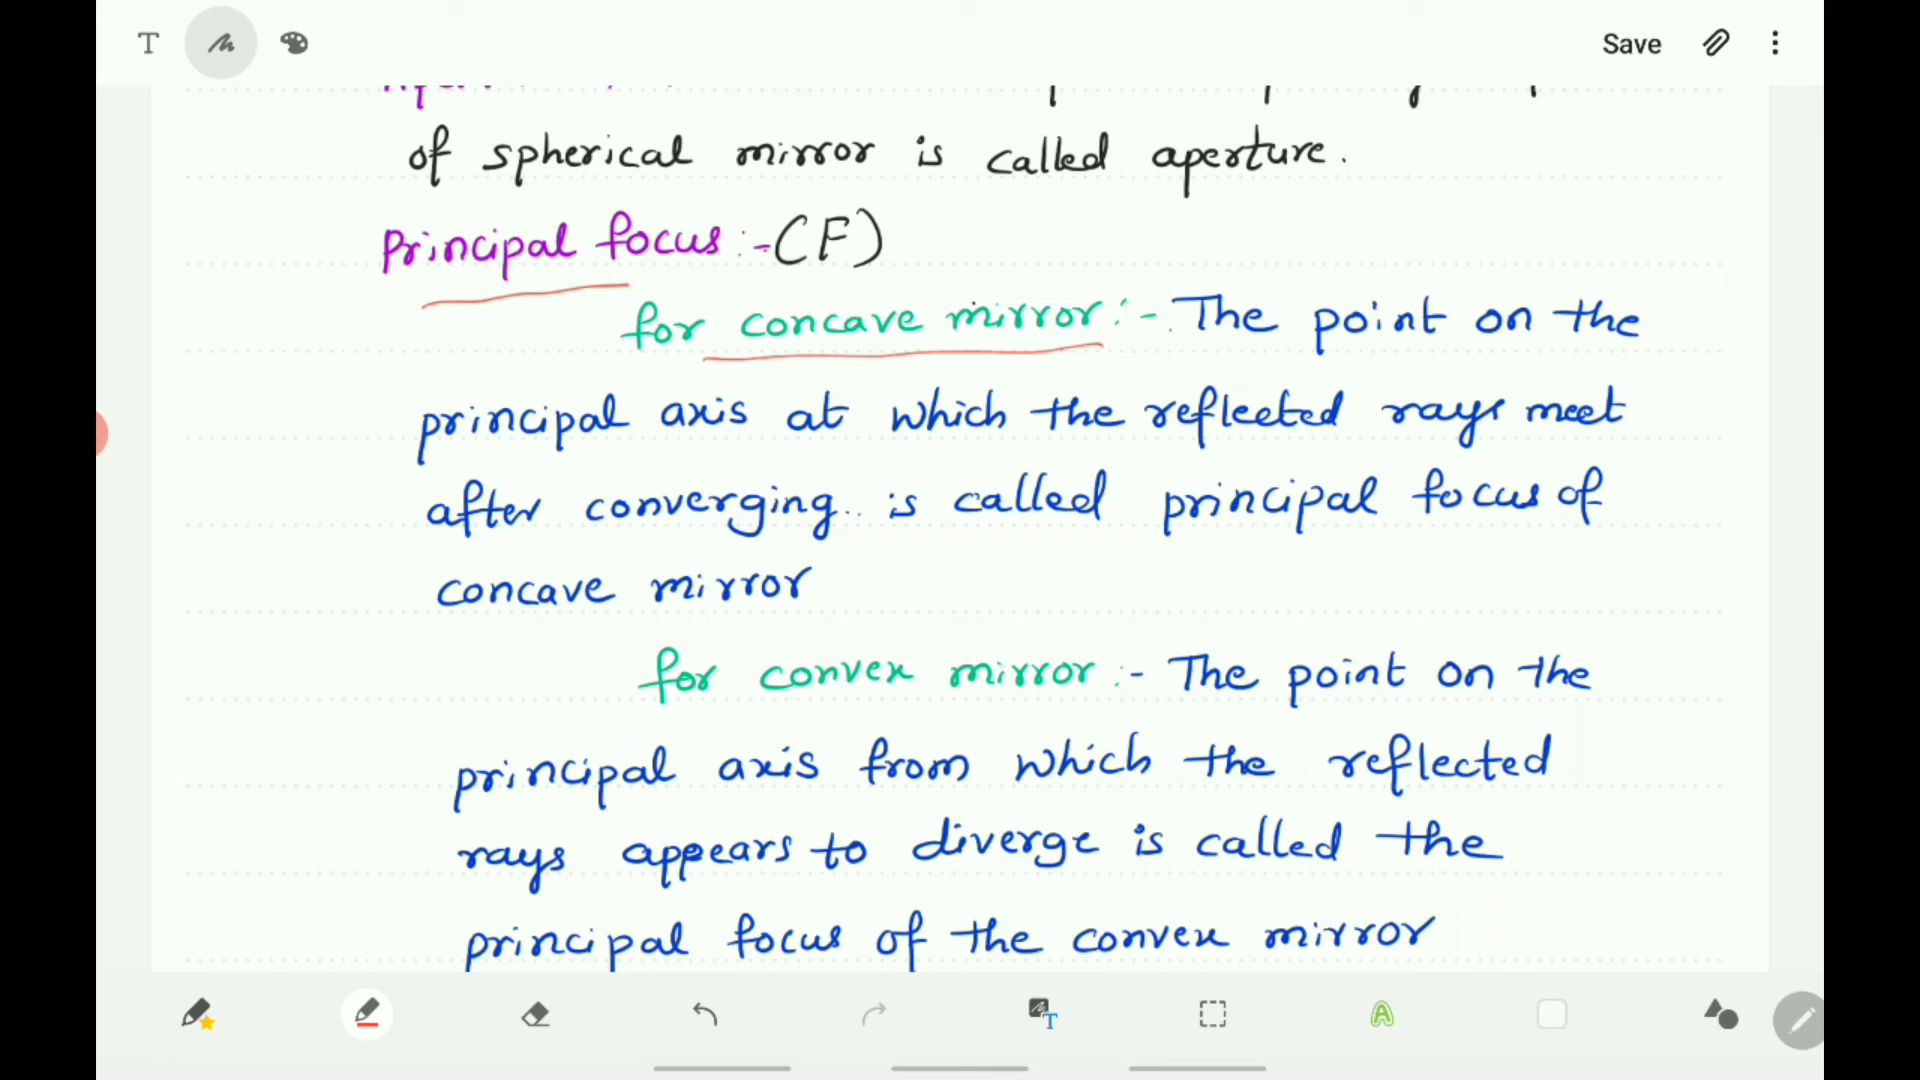 T
Save
of spherical mirror is called aperture.
Principal focus :- (F)
for concave mirror :- The point on the
principal axis at which the reflected rays meet
after converging is called principal focus of
concave mirror
for convex mirror :- The point on the
principal axis from which the reflected
rays appears to diverge is called the
principal focus of the convex mirror
T
A